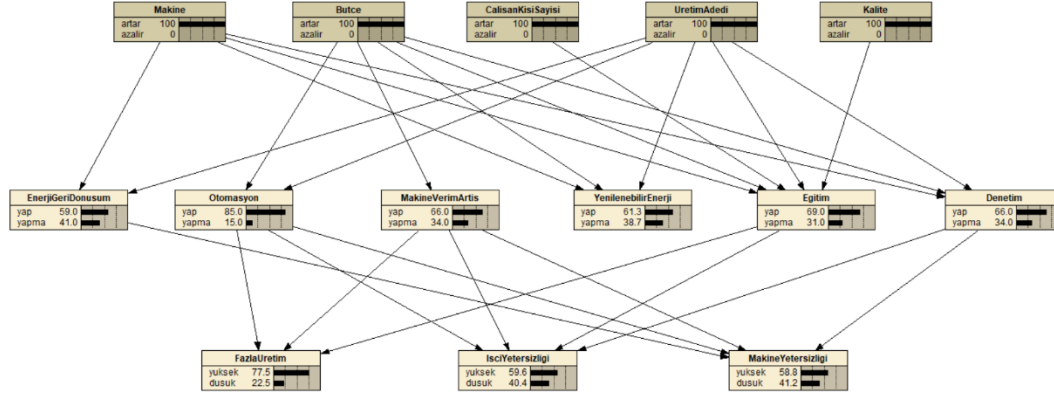 Makine
artar 100
azalir 0
Butce
artar 100
azalir 0
CalisanKisiSayisi
artar 100
azalir 0
UretimAdedi
artar 100
azalir 0
Kalite
artar 100
azalir 0
EnerjiGeriDonusum
yap 59.0
yapma 41.0
Otomasyon
yap 85.0
yapma 15.0
MakineVerimArtis
yap 66.0
yapma 34.0
YenilenebilirEnerji
yap 61.3
yapma 38.7
Egitim
yap 69.0
yapma 31.0
Denetim
yap 66.0
yapma 34.0
FazlaUretim
yuksek 77.5
dusuk 22.5
IsciYetersizligi
yuksek 59.6
dusuk 40.4
MakineYetersizligi
yuksek 58.8
dusuk 41.2